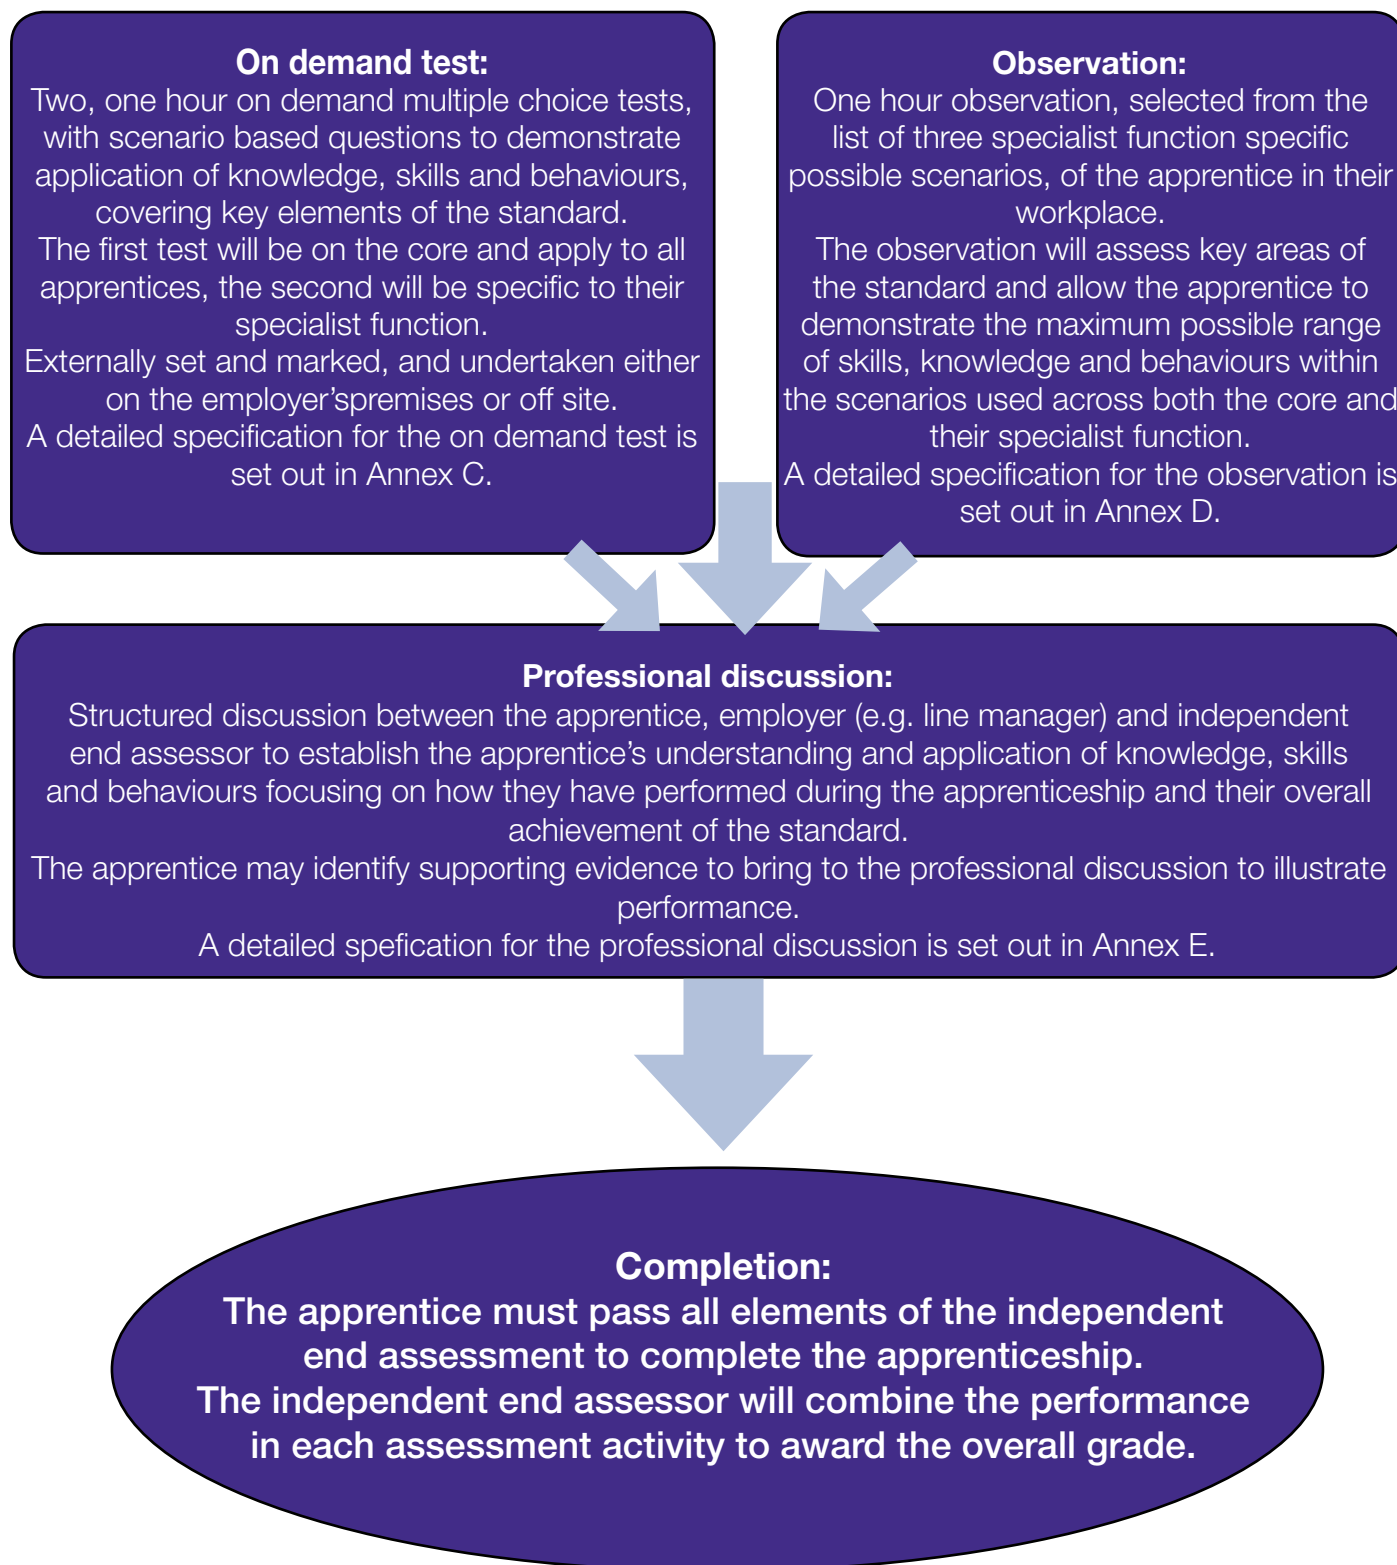 On demand test:
Two, one hour on demand multiple choice tests,
with scenario based questions to demonstrate
application of knowledge, skills and behaviours,
covering key elements of the standard.
The first test will be on the core and apply to all
apprentices, the second will be specific to their
specialist function.
Externally set and marked, and undertaken either
on the employer'spremises or off site.
A detailed specification for the on demand test is
set out in Annex C.
Observation:
One hour observation, selected from the
list of three specialist function specific
possible scenarios, of the apprentice in their
workplace.
The observation will assess key areas of
the standard and allow the apprentice to
demonstrate the maximum possible range
of skills, knowledge and behaviours within
the scenarios used across both the core and
their specialist function.
A detailed specification for the observation is
set out in Annex D.
Professional discussion:
Structured discussion between the apprentice, employer (e.g. line manager) and independent
end assessor to establish the apprentice’s understanding and application of knowledge, skills
and behaviours focusing on how they have performed during the apprenticeship and their overall
achievement of the standard.
The apprentice may identify supporting evidence to bring to the professional discussion to illustrate
performance.
A detailed spefication for the professional discussion is set out in Annex E.
Completion:
The apprentice must pass all elements of the independent
end assessment to complete the apprenticeship.
The independent end assessor will combine the performance
in each assessment activity to award the overall grade.